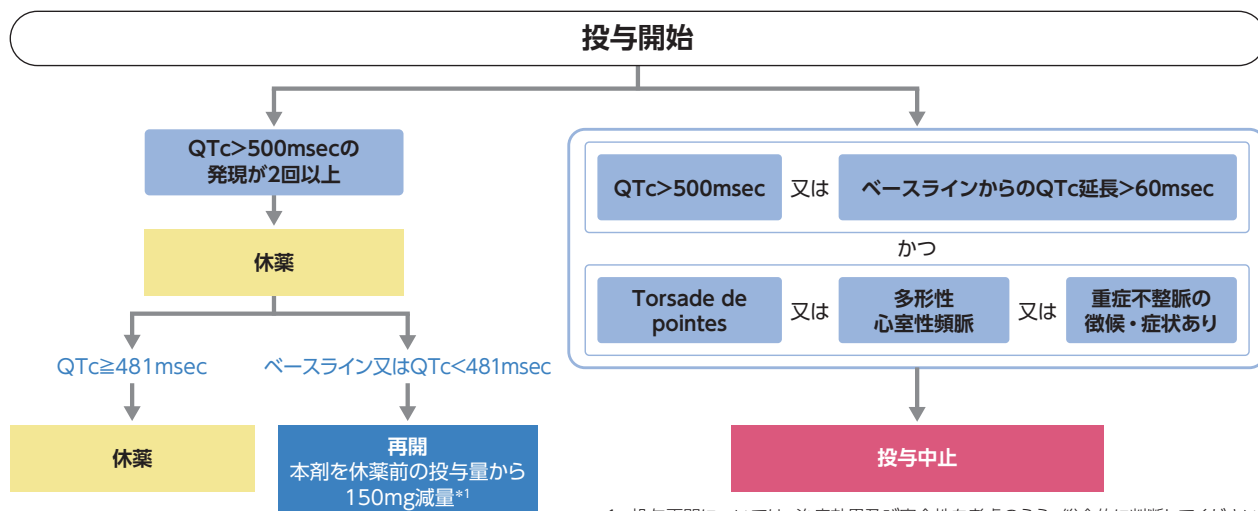 投与開始
QTc>500msecの
発現が2回以上
休薬
QTc≧481msec
ベースライン又はQTc<481msec
休薬
再開
本剤を休薬前の投与量から
150mg減量*1
QTc>500msec 又は ベースラインからのQTc延長>60msec
かつ
Torsade de
pointes
又は
多形性
心室性頻脈
又は
重症不整脈の
徴候・症状あり
投与中止